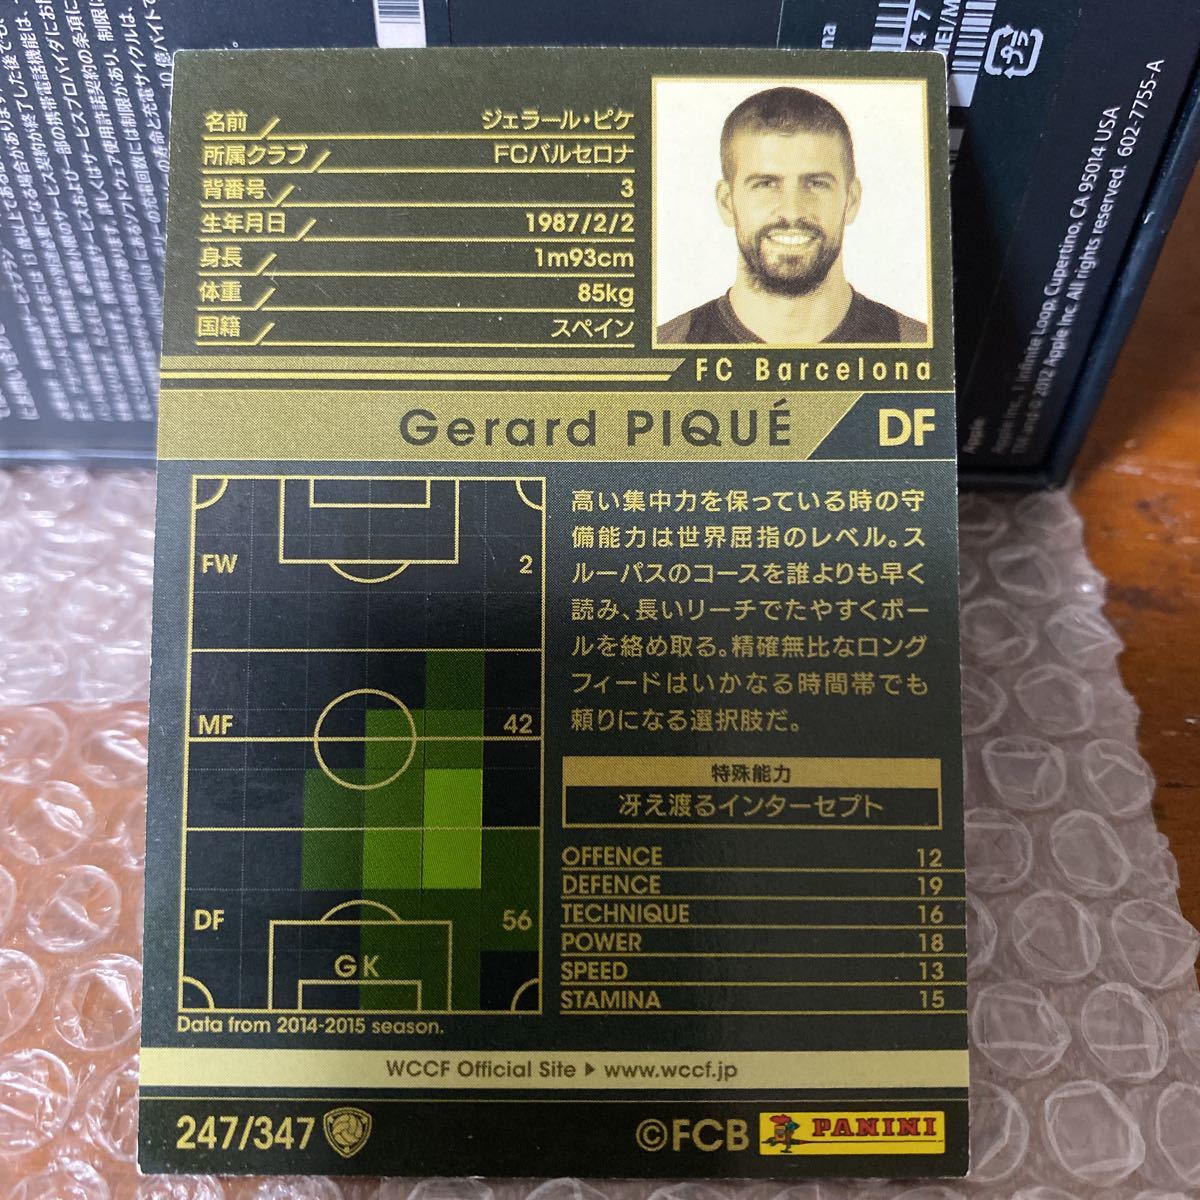 名前 ジェラール・ピケ
所属クラブ FCバルセロナ
背番号 3
生年月日 1987/2/2
身長 1m93cm
体重 85kg
国籍 スペイン
FC Barcelona
Gerard PIQUÉ DF
FW 2
MF 42
DF 56
GK
Data from 2014-2015 season.
高い集中力を保っている時の守
備能力は世界屈指のレベル。ス
ルーパスのコースを誰よりも早く
読み、長いリーチでたやすくボー
ルを絡め取る。精確無比なロング
フィードはいかなる時間帯でも
頼りになる選択肢だ。
特殊能力
冴え渡るインターセプト
OFFENCE 12
DEFENCE 19
TECHNIQUE 16
POWER 18
SPEED 13
STAMINA 15
WCCF Official Site ▶ www.wccf.jp
247/347
©FCB PANINI
Apple
Apple Inc., 1 Infinite Loop, Cupertino, CA 95014 USA
TM and © 2012 Apple Inc. All rights reserved. 602-7755-A
プラ